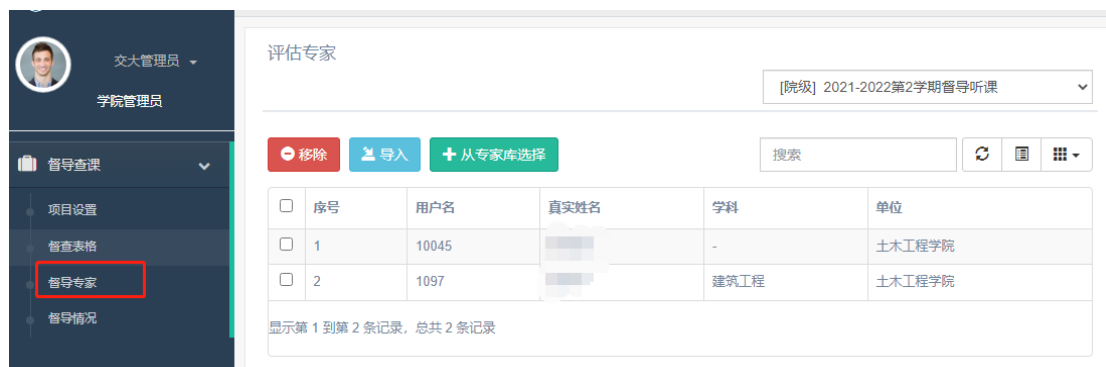 交大管理员
学院管理员
督导查课
项目设置
督查表格
督导专家
督导情况
评估专家
[院级] 2021-2022第2学期督导听课
移除 导入 从专家库选择 搜索
序号 用户名 真实姓名 学科 单位
1 10045 - 土木工程学院
2 1097 建筑工程 土木工程学院
显示第 1 到第 2 条记录，总共 2 条记录